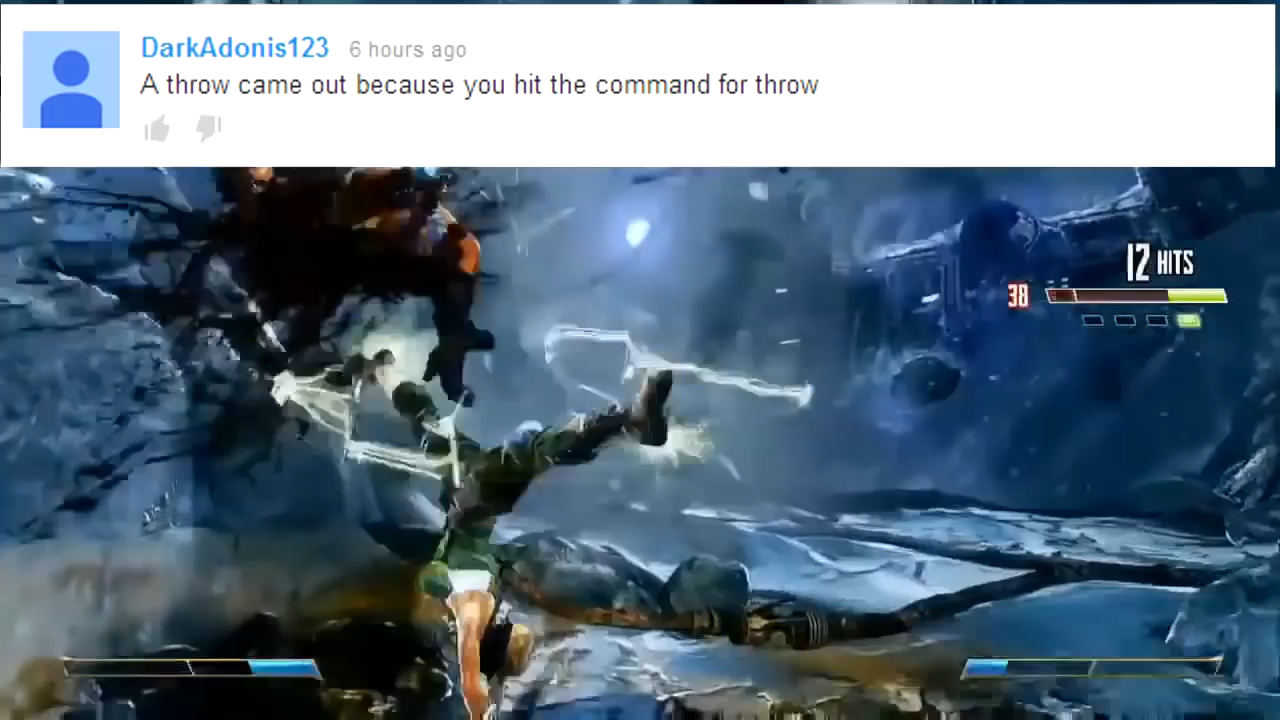 DarkAdonis123 6 hours ago
A throw came out because you hit the command for throw
12 HITS
38